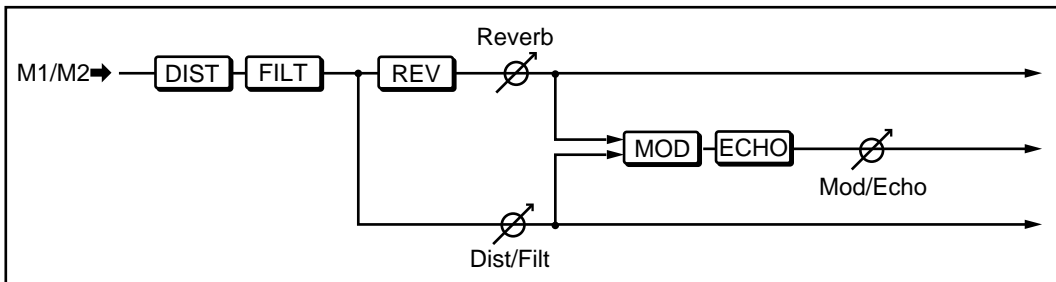 Reverb
M1/M2 DIST FILT REV
MOD ECHO
Mod/Echo
Dist/Filt